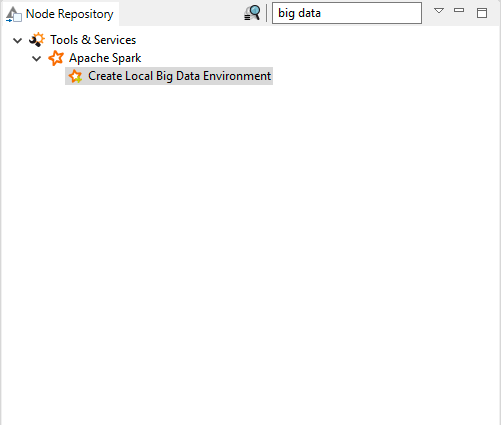 Node Repository
big data
Tools & Services
Apache Spark
Create Local Big Data Environment